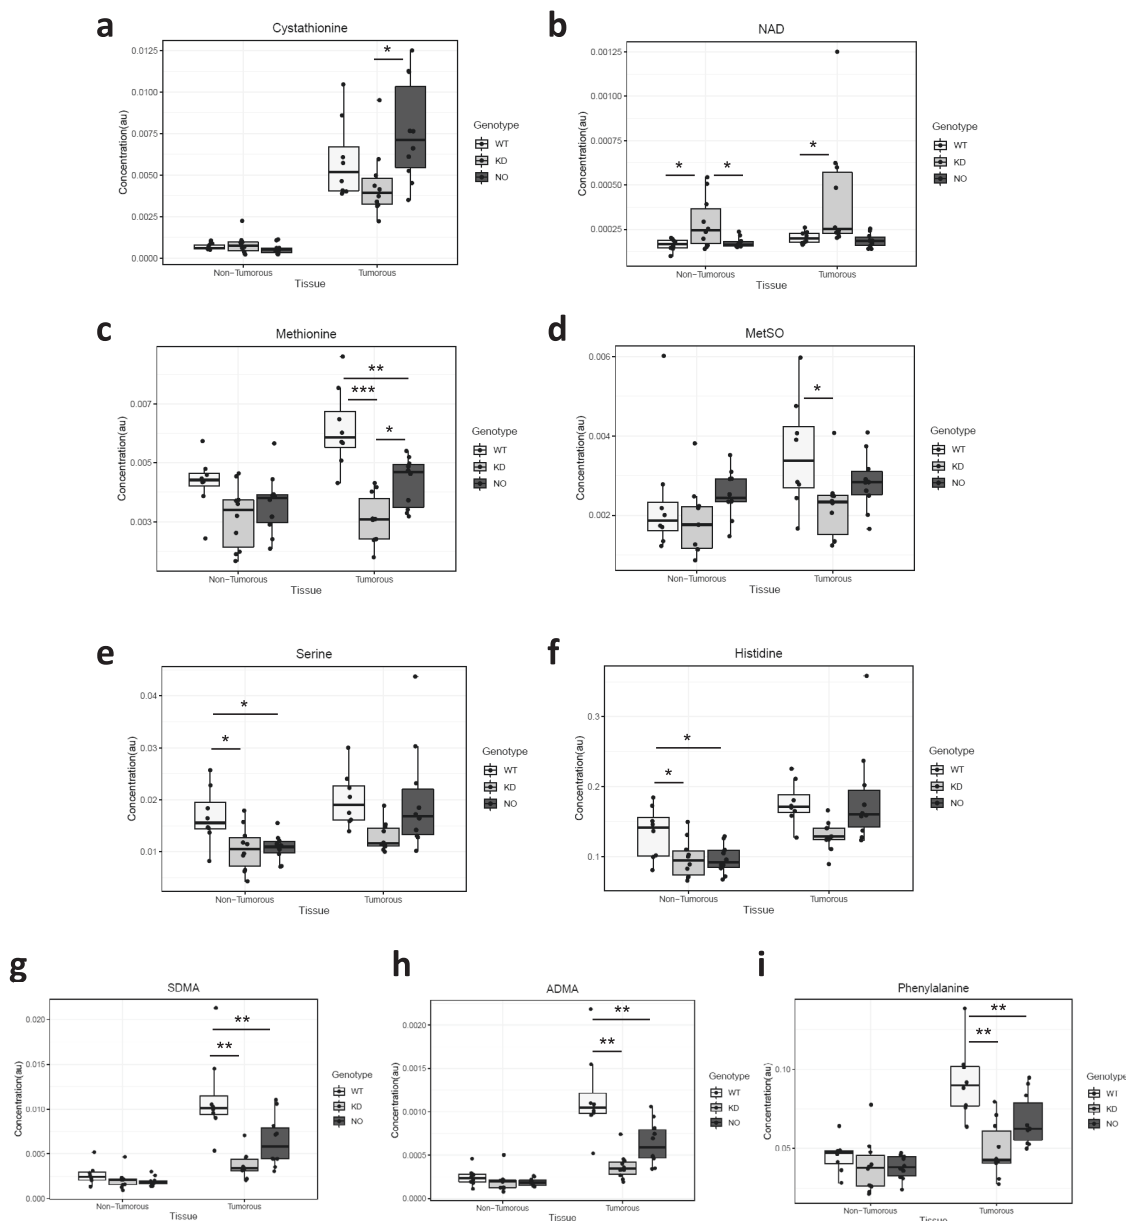 a
Cystathionine
0.0125
0.0100
0.0075
0.0050
0.0025
0.0000
Concentration(au)
*
Non-Tumorous
Tumorous
Tissue
Genotype
WT
KD
NO
b
NAD
0.00125
0.00100
0.00075
0.00050
0.00025
Concentration(au)
*
*
*
Non-Tumorous
Tumorous
Tissue
Genotype
WT
KD
NO
c
Methionine
0.007
0.005
0.003
Concentration(au)
**
***
*
Non-Tumorous
Tumorous
Tissue
Genotype
WT
KD
NO
d
MetSO
0.006
0.004
0.002
Concentration(au)
*
Non-Tumorous
Tumorous
Tissue
Genotype
WT
KD
NO
e
Serine
0.04
0.03
0.02
0.01
Concentration(au)
*
*
Non-Tumorous
Tumorous
Tissue
Genotype
WT
KD
NO
f
Histidine
0.3
0.2
0.1
Concentration(au)
*
*
Non-Tumorous
Tumorous
Tissue
Genotype
WT
KD
NO
g
SDMA
0.020
0.015
0.010
0.005
0.000
Concentration(au)
**
**
Non-Tumorous
Tumorous
Tissue
Genotype
WT
KD
NO
h
ADMA
0.0020
0.0015
0.0010
0.0005
0.0000
Concentration(au)
**
**
Non-Tumorous
Tumorous
Tissue
Genotype
WT
KD
NO
i
Phenylalanine
0.10
0.05
Concentration(au)
**
**
Non-Tumorous
Tumorous
Tissue
Genotype
WT
KD
NO